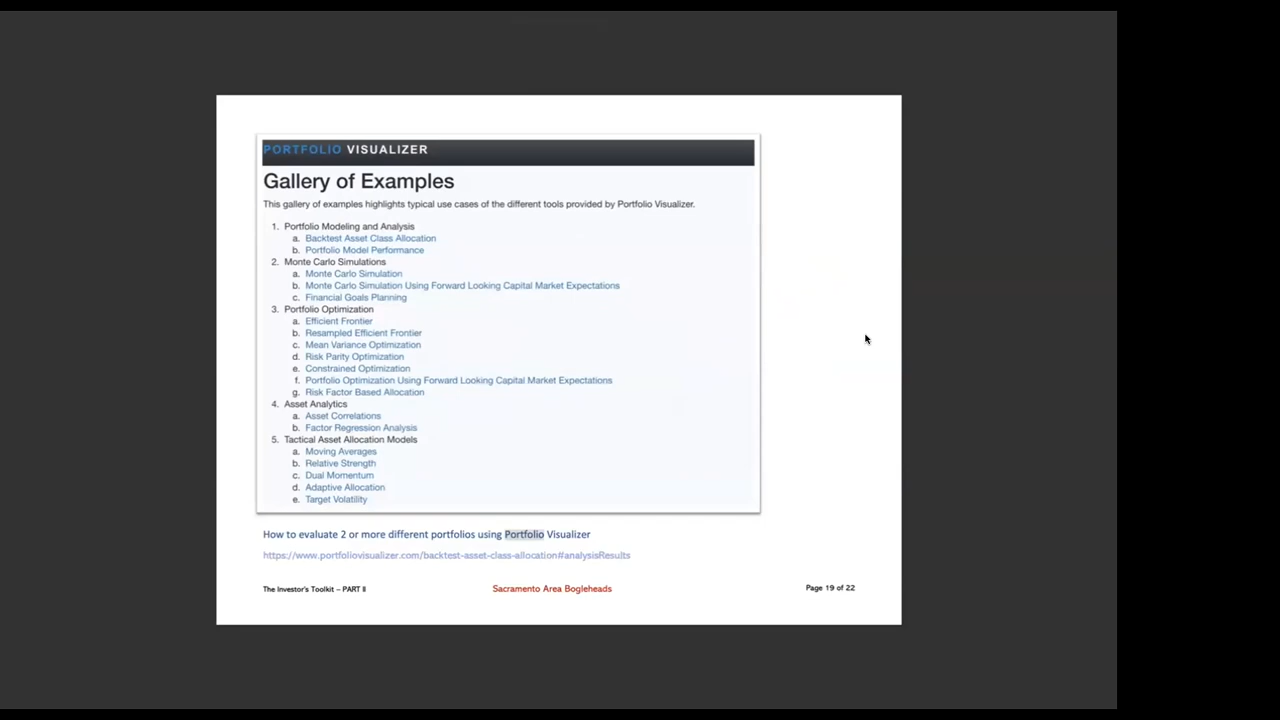 PORTFOLIO VISUALIZER
Gallery of Examples
This gallery of examples highlights typical use cases of the different tools provided by Portfolio Visualizer.
1. Portfolio Modeling and Analysis
a. Backtest Asset Class Allocation
b. Portfolio Model Performance
2. Monte Carlo Simulations
a. Monte Carlo Simulation
b. Monte Carlo Simulation Using Forward Looking Capital Market Expectations
c. Financial Goals Planning
3. Portfolio Optimization
a. Efficient Frontier
b. Resampled Efficient Frontier
c. Mean Variance Optimization
d. Risk Parity Optimization
e. Constrained Optimization
f. Portfolio Optimization Using Forward Looking Capital Market Expectations
g. Risk Factor Based Allocation
4. Asset Analytics
a. Asset Correlations
b. Factor Regression Analysis
5. Tactical Asset Allocation Models
a. Moving Averages
b. Relative Strength
c. Dual Momentum
d. Adaptive Allocation
e. Target Volatility
How to evaluate 2 or more different portfolios using Portfolio Visualizer
https://www.portfoliovisualizer.com/backtest-asset-class-allocation#analysisResults
The Investor's Toolkit – PART II Sacramento Area Bogleheads Page 19 of 22